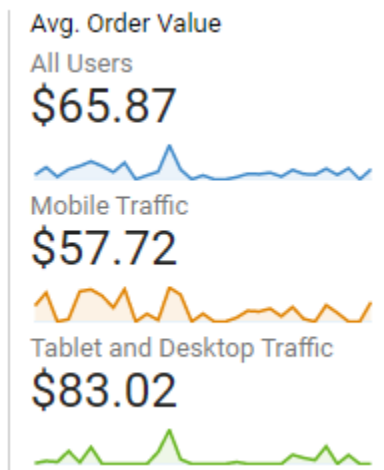 Avg. Order Value
All Users
$65.87
Mobile Traffic
$57.72
Tablet and Desktop Traffic
$83.02